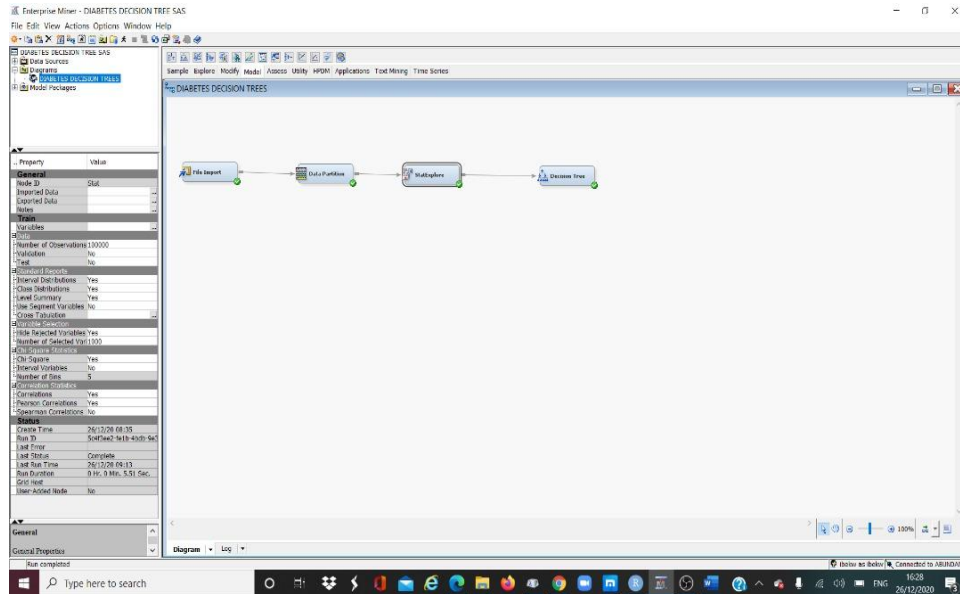 Enterprise Miner - DIABETES DECISION TREE SAS
File Edit View Actions Options Window Help
DIABETES DECISION TREE SAS
Data Sources
Diagrams
DIABETES DECISION TREES
Model Packages
Sample Explore Modify Model Assess Utility HPDM Applications Text Mining Time Series
DIABETES DECISION TREES
File Import
Data Partition
StatExplore
Decision Tree
.. Property Value
General
Node ID Stat
Imported Data ...
Exported Data ...
Notes ...
Train
Variables ...
Data
Number of Observations 100000
Validation No
Test No
Standard Reports
Interval Distributions Yes
Class Distributions Yes
Level Summary Yes
Use Segment Variables No
Cross Tabulation ...
Variable Selection
Hide Rejected Variables Yes
Number of Selected Vari 1000
Chi-Square Statistics
Chi-Square Yes
Interval Variables No
Number of Bins 5
Correlation Statistics
Correlations Yes
Pearson Correlations Yes
Spearman Correlations No
Status
Create Time 26/12/20 08:35
Run ID
Last Error
Last Status Complete
Last Run Time 26/12/20 09:13
Run Duration 0 Hr. 0 Min. 5.51 Sec.
Grid Host
User-Added Node No
General
General Properties
100%
Diagram Log
Run completed
Connected to
Type here to search
ENG
16:28
26/12/2020